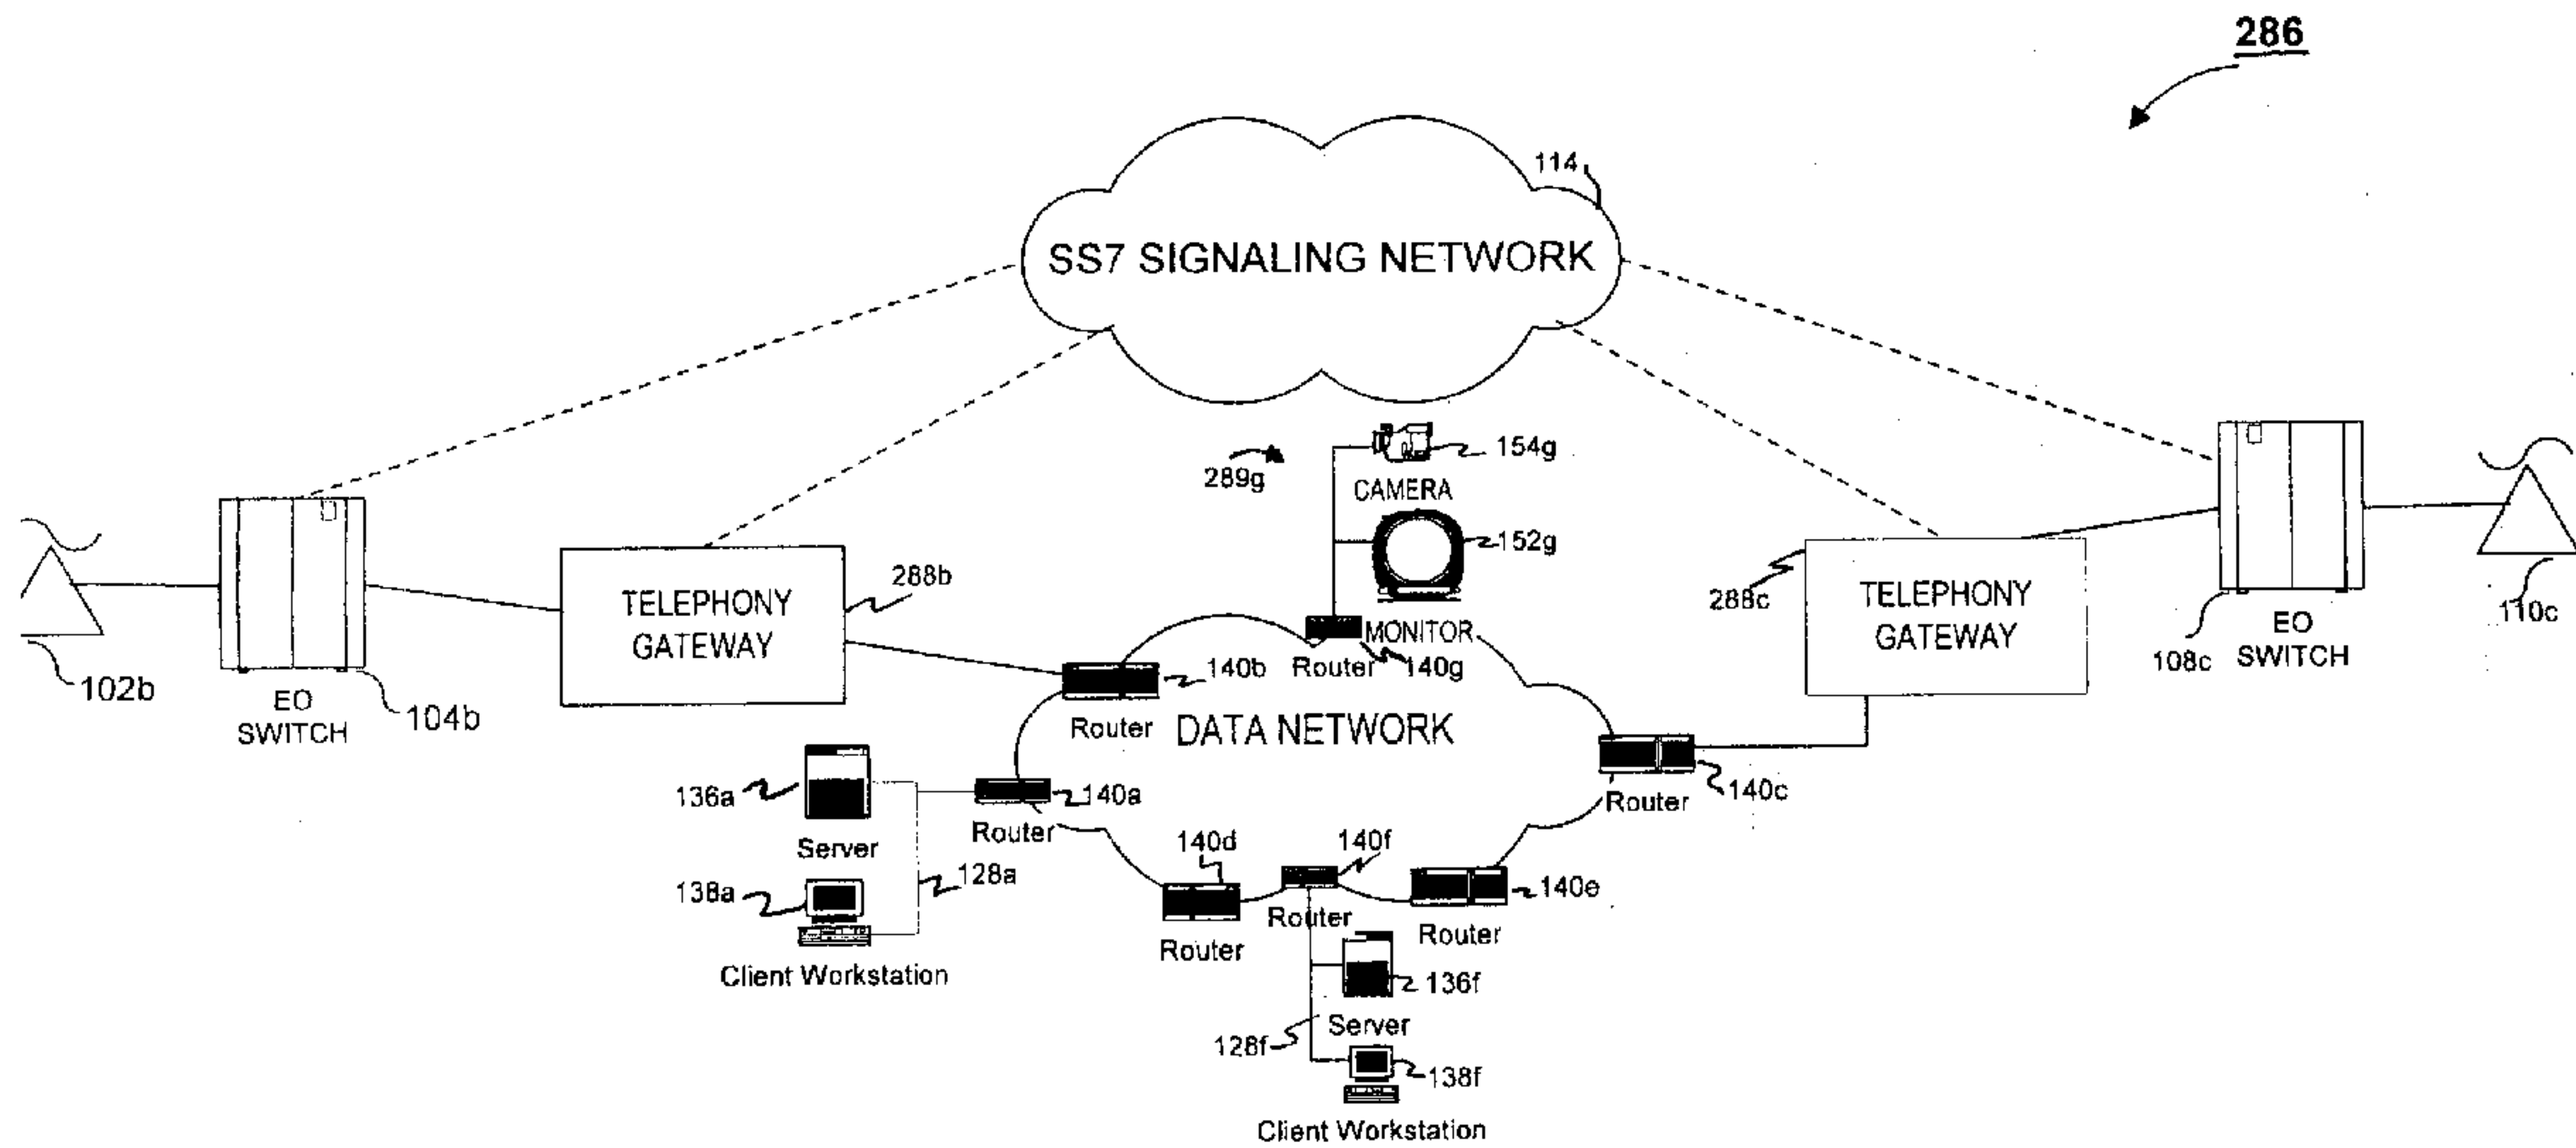 286
114
SS7 SIGNALING NETWORK
154g
289g
CAMERA
152g
288b
TELEPHONY
GATEWAY
288c
TELEPHONY
GATEWAY
110c
EO
SWITCH
108c
MONITOR
Router
140g
140b
102b
104b
EO
SWITCH
Router
DATA NETWORK
136a
140a
140c
Router
Router
Server
140d
140f
128a
138a
140e
Router
Router
Router
Client Workstation
136f
Server
128f
138f
Client Workstation